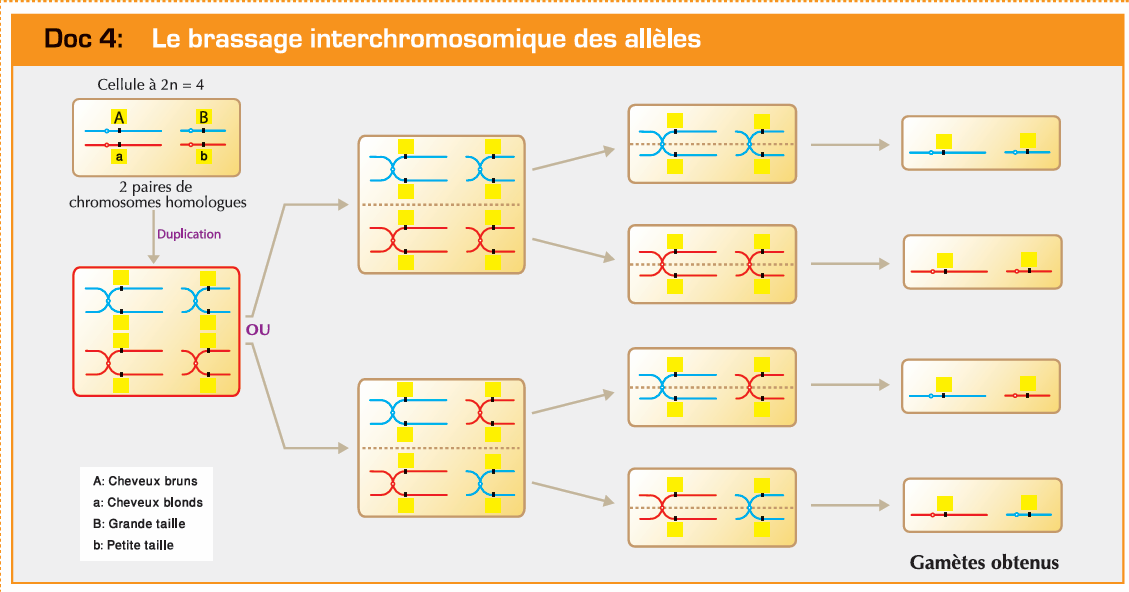 Doc 4: Le brassage interchromosomique des allèles
Cellule à 2n = 4
A B
a b
2 paires de
chromosomes homologues
Duplication
OU
A: Cheveux bruns
a: Cheveux blonds
B: Grande taille
b: Petite taille
Gamètes obtenus